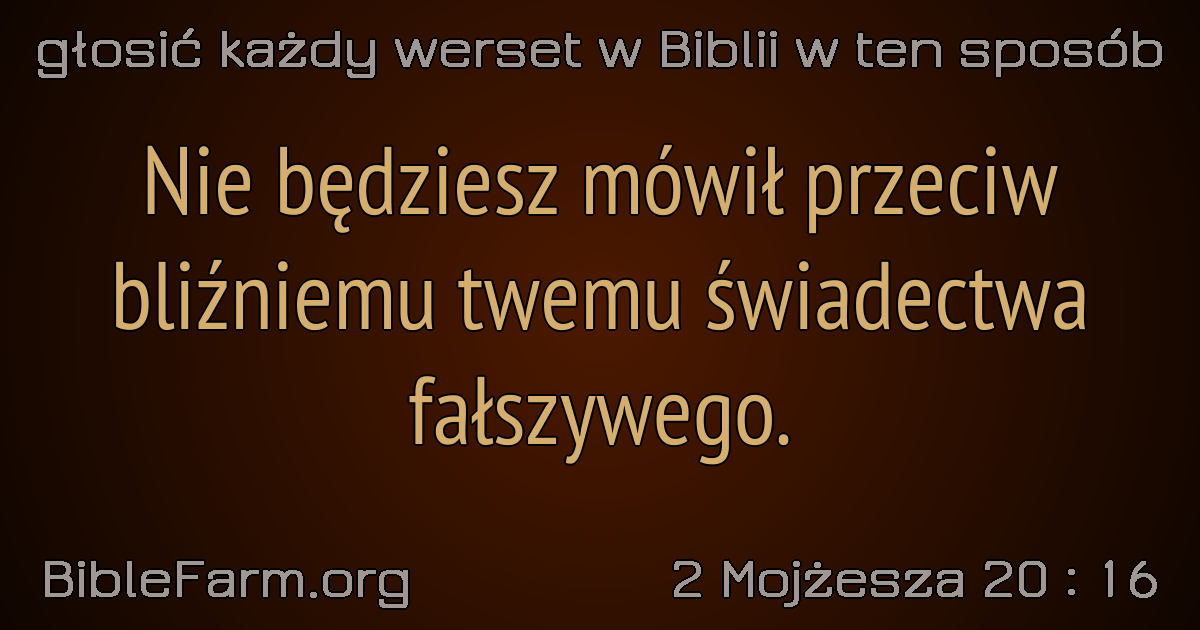 głosić każdy werset w Biblii w ten sposób
Nie będziesz mówił przeciw
bliźniemu twemu świadectwa
fałszywego.
BibleFarm.org
2 Mojżesza 20 : 16